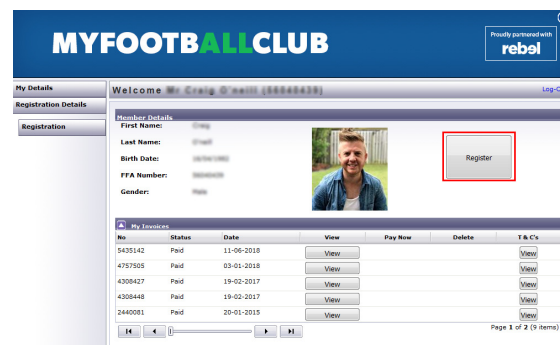 MYFOOTBALLCLUB
Proudly partnered with
rebel
My Details
Registration Details
Registration
Welcome Mr Craig O'neill
Member Details
First Name:
Last Name:
Birth Date:
FFA Number:
Gender:
Register
My Invoices
No Status Date View Pay Now Delete T & C's
5435142 Paid 11-06-2018 View View
4757505 Paid 03-01-2018 View View
4308427 Paid 19-02-2017 View View
4308448 Paid 19-02-2017 View View
2440081 Paid 20-01-2015 View View
Page 1 of 2 (9 items)